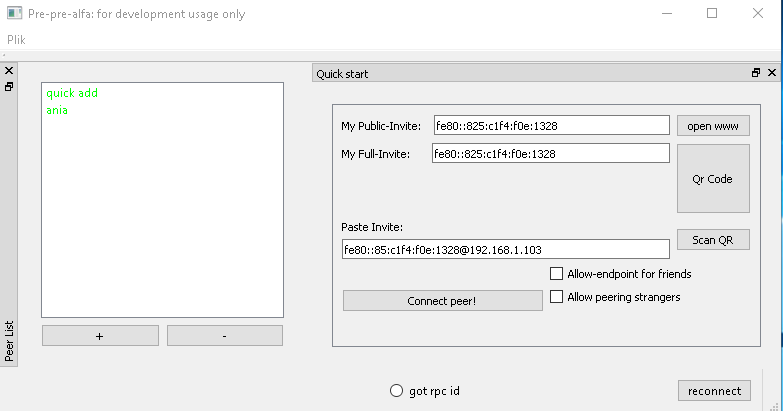 Pre-pre-alfa: for development usage only
Plik
Peer List
quick add
ania
+
-
Quick start
My Public-Invite:
fe80::825:c1f4:f0e:1328
open www
My Full-Invite:
fe80::825:c1f4:f0e:1328
Qr Code
Paste Invite:
Scan QR
fe80::85:c1f4:f0e:1328@192.168.1.103
Allow-endpoint for friends
Connect peer!
Allow peering strangers
got rpc id
reconnect